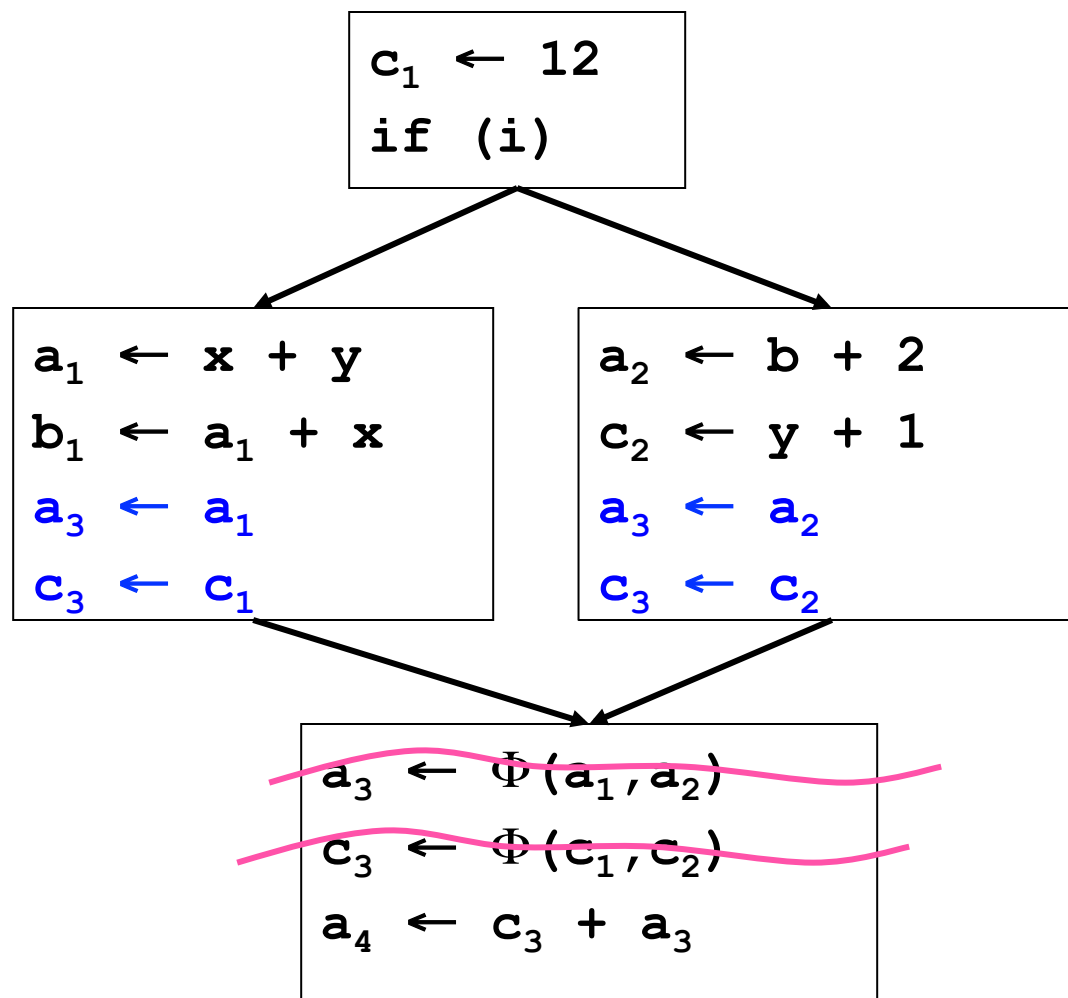 c₁ ← 12
if (i)
a₁ ← x + y
b₁ ← a₁ + x
a₃ ← a₁
c₃ ← c₁
a₂ ← b + 2
c₂ ← y + 1
a₃ ← a₂
c₃ ← c₂
a₃ ← Φ(a₁,a₂)
c₃ ← Φ(c₁,c₂)
a₄ ← c₃ + a₃